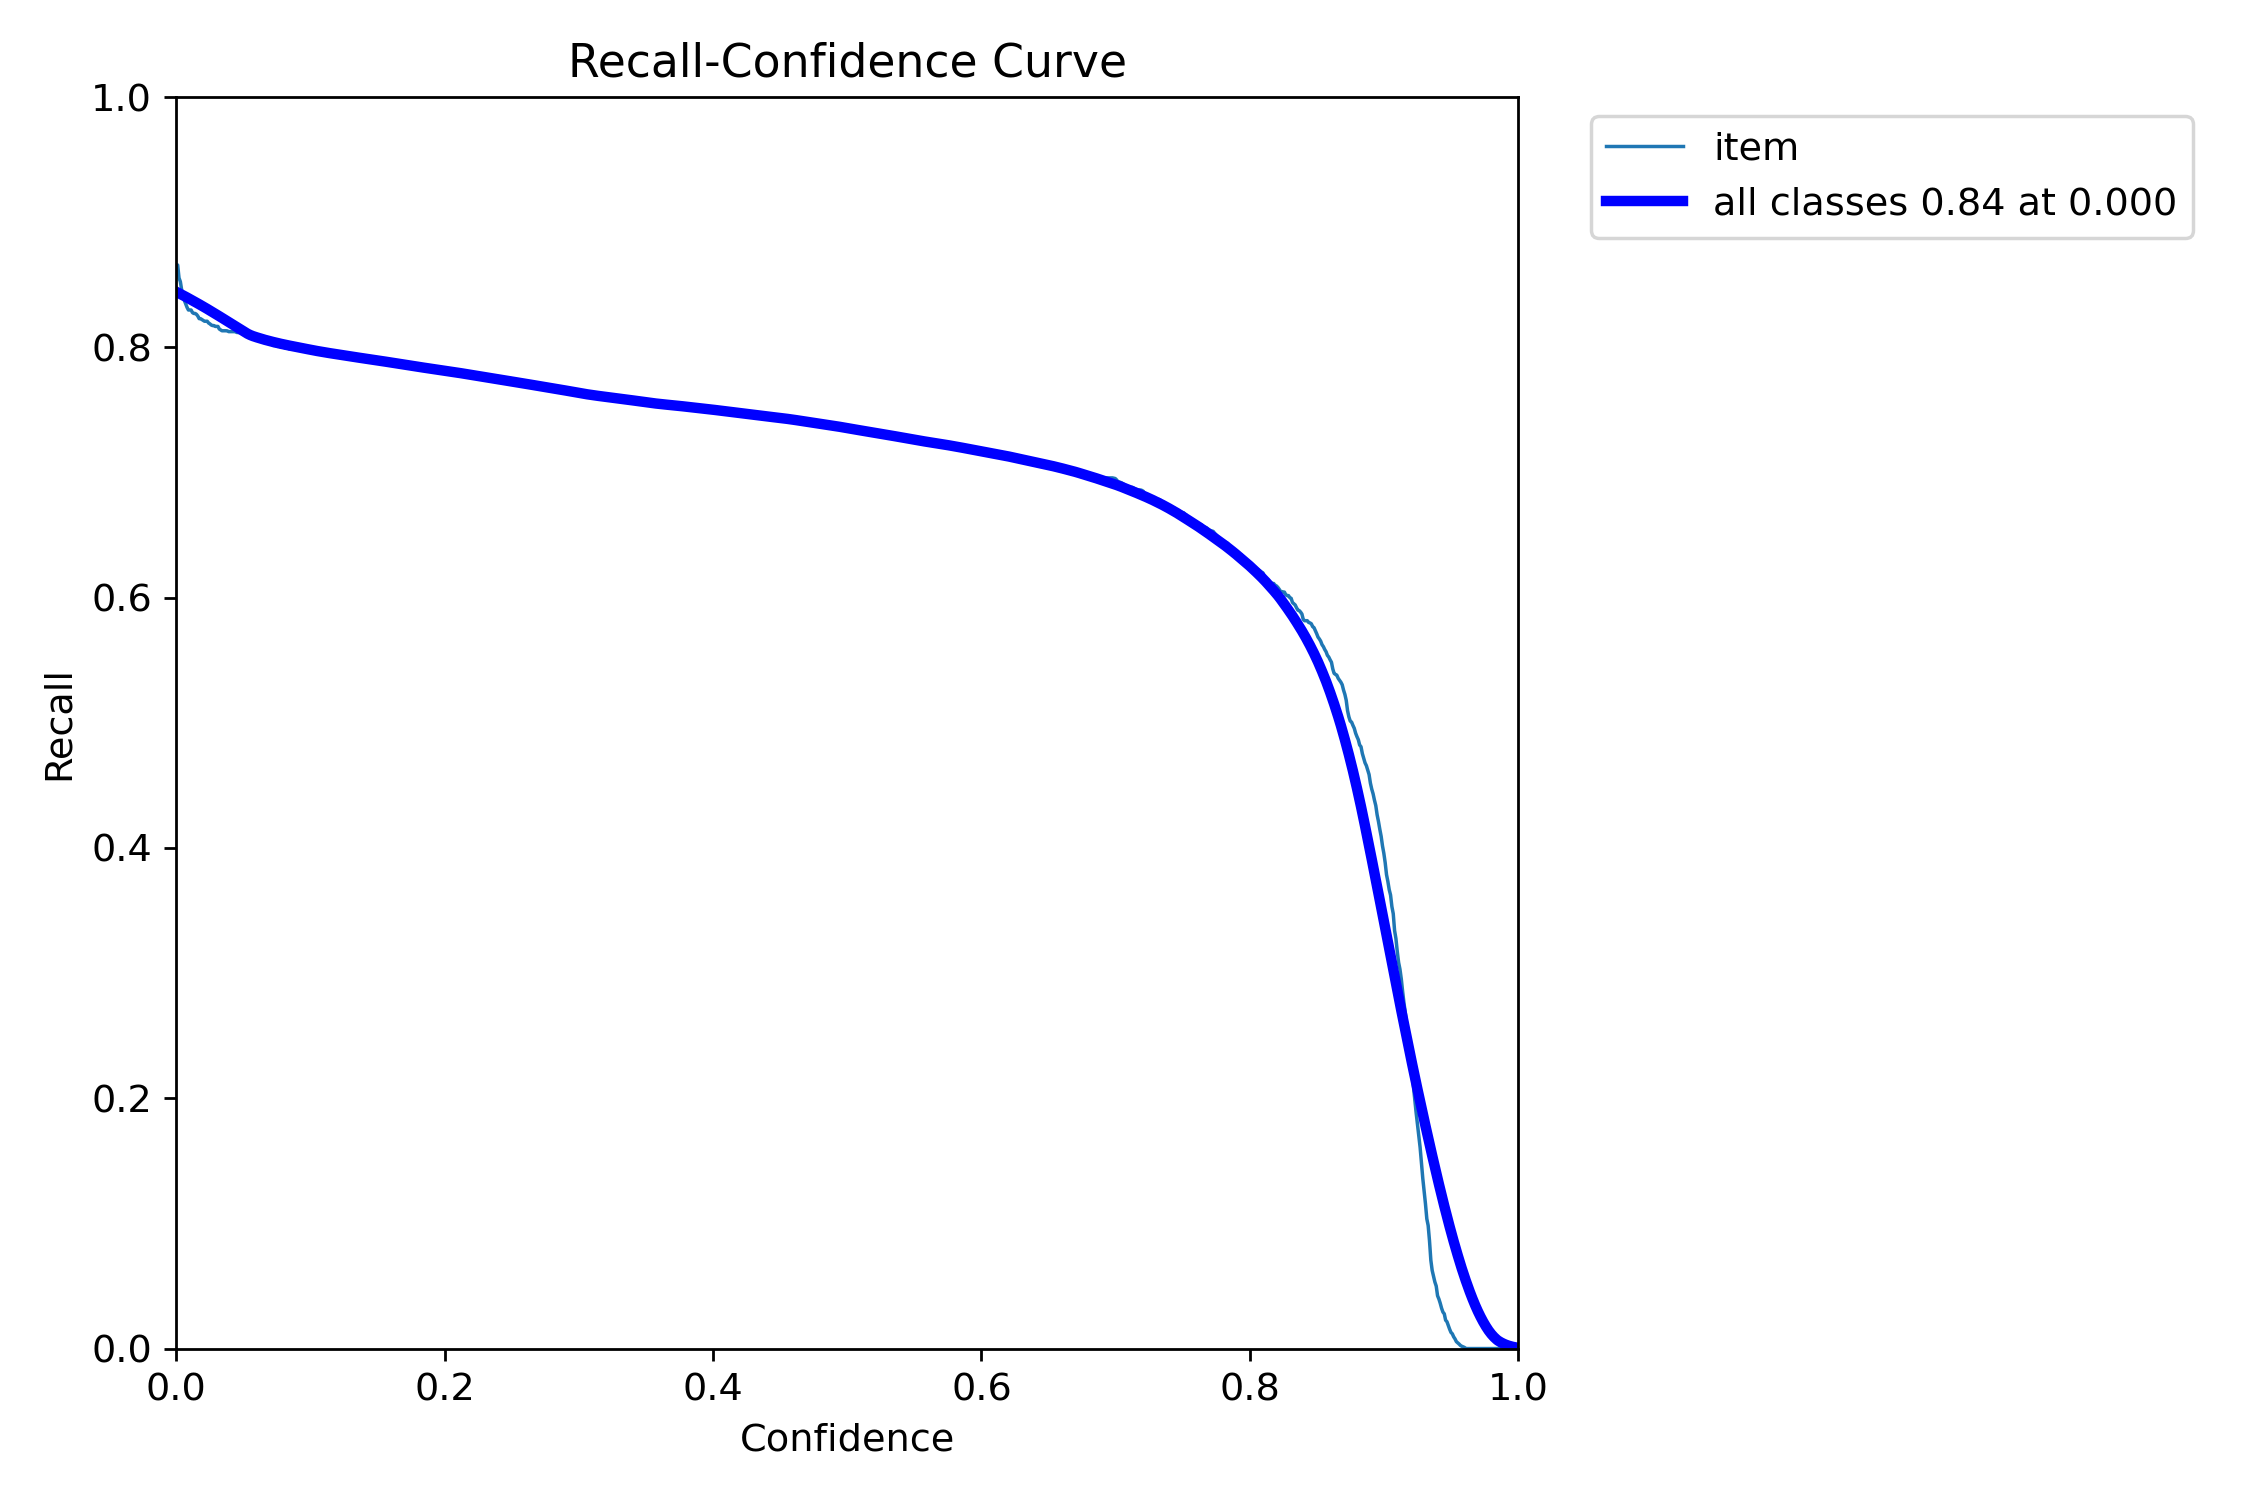 Recall-Confidence Curve
1.0
0.8
0.6
0.4
0.2
0.0
Recall
0.0 0.2 0.4 0.6 0.8 1.0
Confidence
item
all classes 0.84 at 0.000